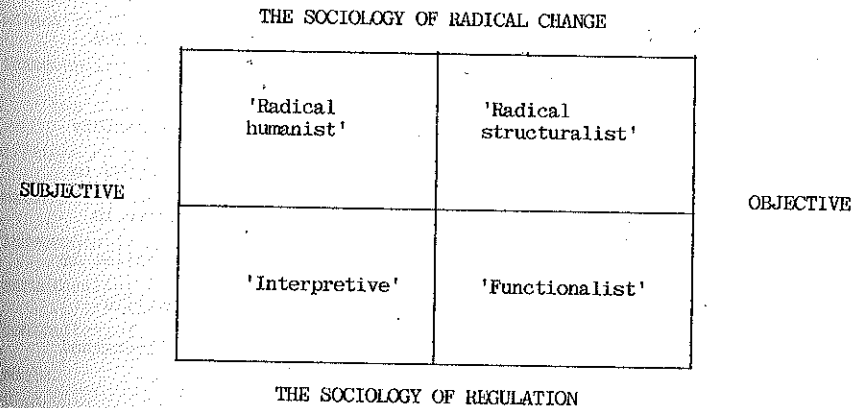 THE SOCIOLOGY OF RADICAL CHANGE
'Radical
humanist'
'Radical
structuralist'
SUBJECTIVE
OBJECTIVE
'Interpretive'
'Functionalist'
THE SOCIOLOGY OF REGULATION